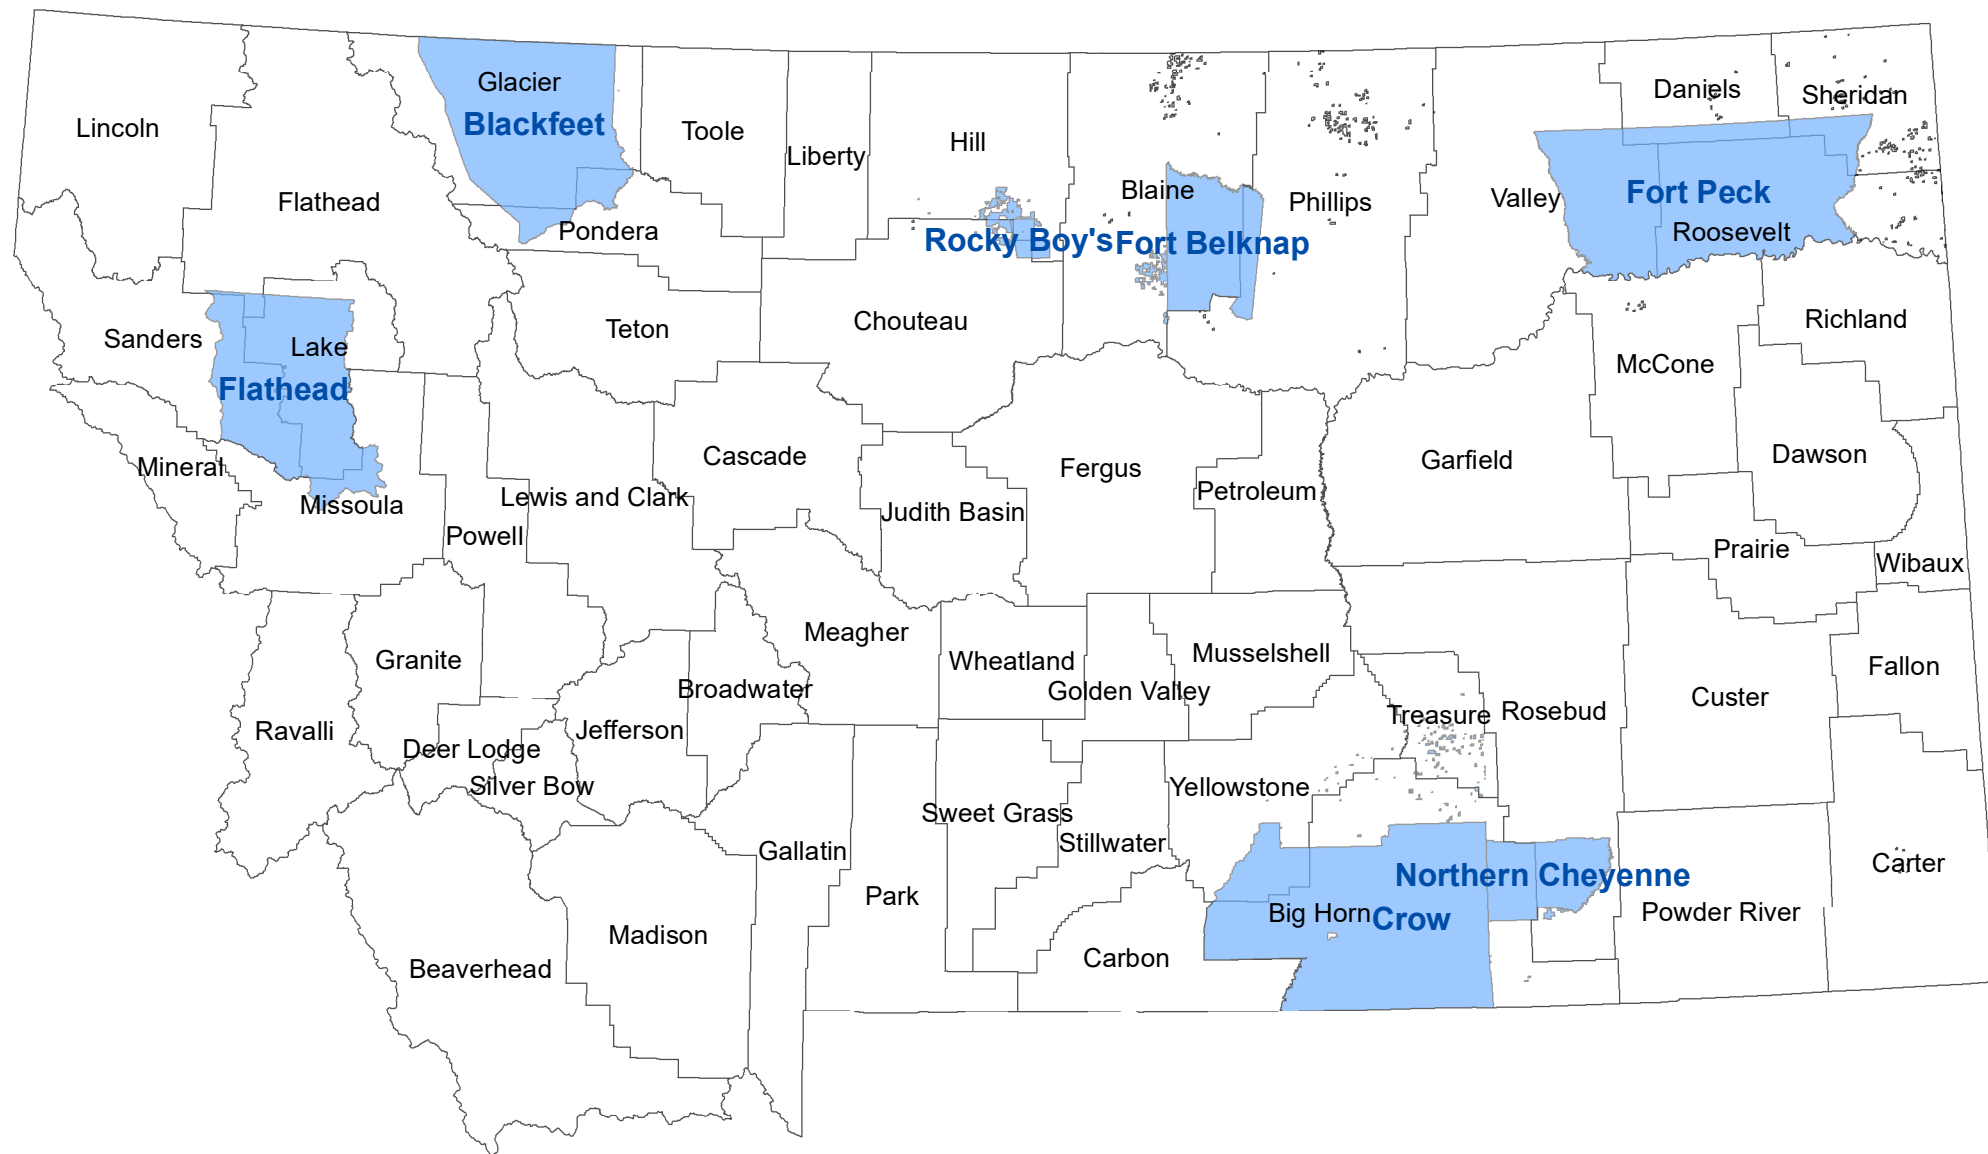 Glacier
Blackfeet
Daniels
Sheridan
Lincoln
Toole
Hill
Liberty
Flathead
Blaine
Phillips
Valley
Fort Peck
Roosevelt
Pondera
Rocky Boy's
Fort Belknap
Sanders
Lake
Teton
Chouteau
Richland
McCone
Flathead
Mineral
Cascade
Fergus
Garfield
Dawson
Missoula
Lewis and Clark
Petroleum
Judith Basin
Powell
Prairie
Wibaux
Meagher
Granite
Wheatland
Musselshell
Fallon
Broadwater
Golden Valley
Custer
Ravalli
Jefferson
Treasure
Rosebud
Deer Lodge
Silver Bow
Yellowstone
Sweet Grass
Stillwater
Gallatin
Carter
Park
Northern Cheyenne
Big Horn
Crow
Powder River
Madison
Carbon
Beaverhead